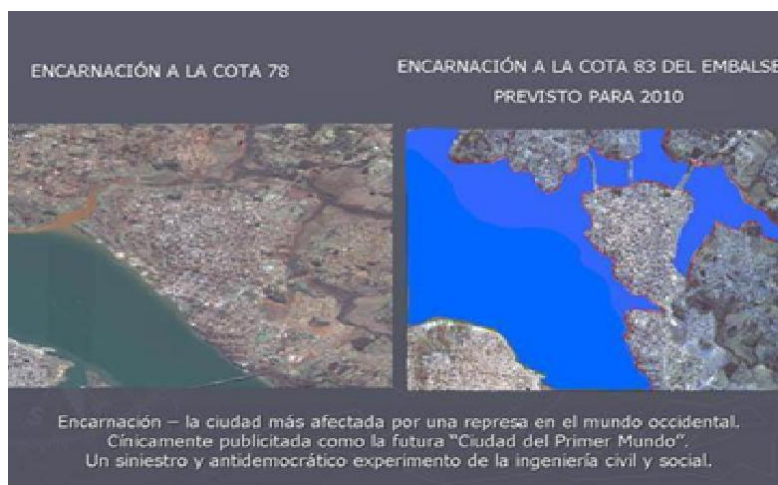 ENCARNACIÓN A LA COTA 78
ENCARNACIÓN A LA COTA 83 DEL EMBALSE
PREVISTO PARA 2010
Encarnación – la ciudad más afectada por una represa en el mundo occidental.
Cínicamente publicitada como la futura “Ciudad del Primer Mundo”.
Un siniestro y antidemocrático experimento de la ingeniería civil y social.